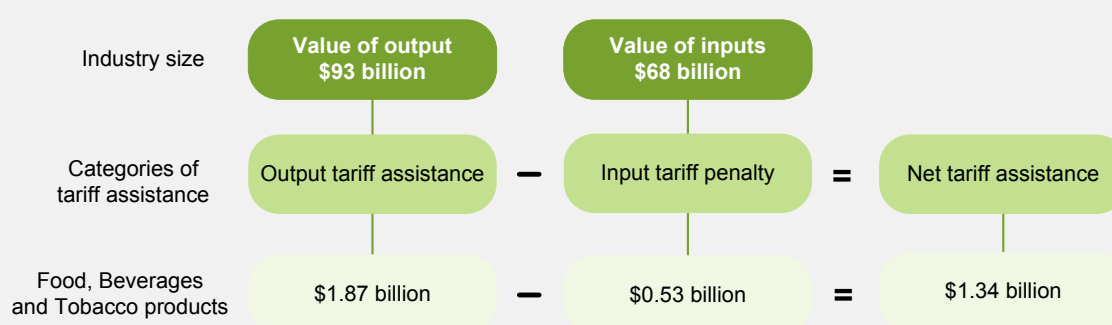 Industry size
Value of output
$93 billion
Value of inputs
$68 billion
Categories of
tariff assistance
Output tariff assistance
–
Input tariff penalty
=
Net tariff assistance
Food, Beverages
and Tobacco products
$1.87 billion
–
$0.53 billion
=
$1.34 billion